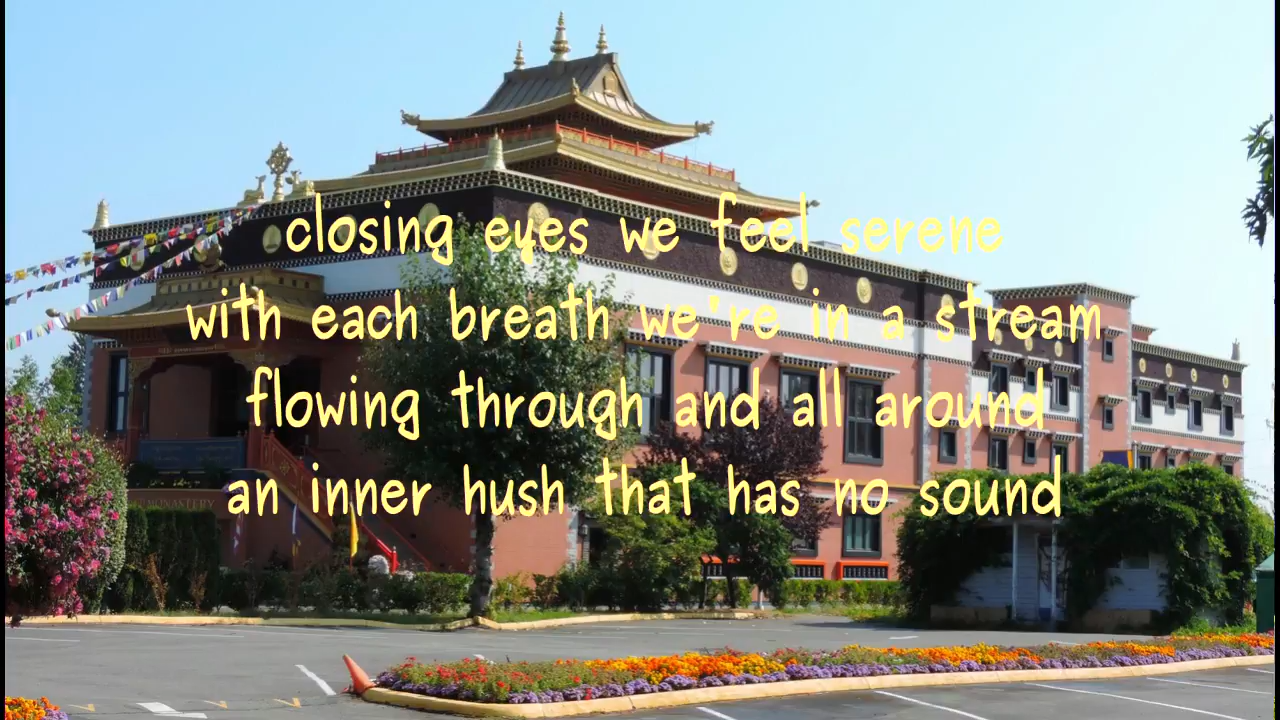 closing eyes we feel serene
with each breath we're in a stream
flowing through and all around
an inner hush that has no sound
MONASTERY